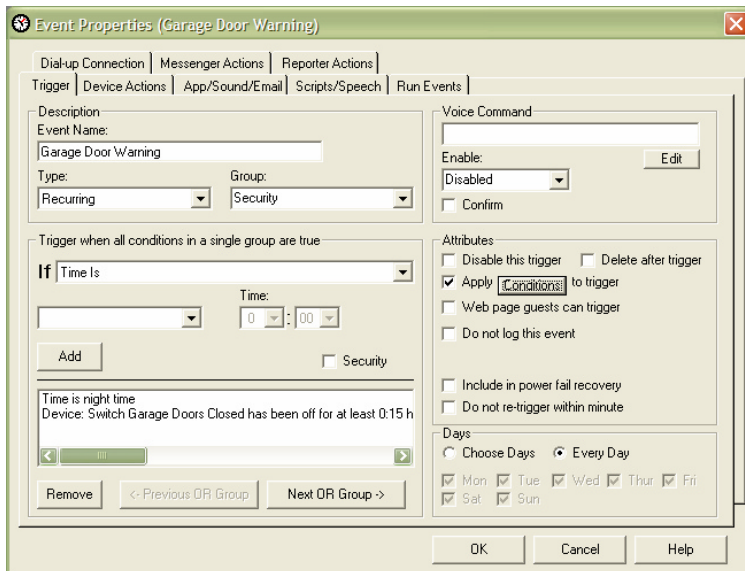 Event Properties (Garage Door Warning)
Dial-up Connection Messenger Actions Reporter Actions
Trigger Device Actions App/Sound/Email Scripts/Speech Run Events
Description
Event Name:
Garage Door Warning
Type: Group:
Recurring Security
Voice Command
Enable: Edit
Disabled
Confirm
Trigger when all conditions in a single group are true
If Time Is
Time:
0 : 00
Add Security
Time is night time
Device: Switch Garage Doors Closed has been off for at least 0:15 h
Remove <- Previous OR Group Next OR Group ->
Attributes
Disable this trigger Delete after trigger
Apply Conditions to trigger
Web page guests can trigger
Do not log this event
Include in power fail recovery
Do not re-trigger within minute
Days
Choose Days Every Day
Mon Tue Wed Thur Fri
Sat Sun
OK Cancel Help